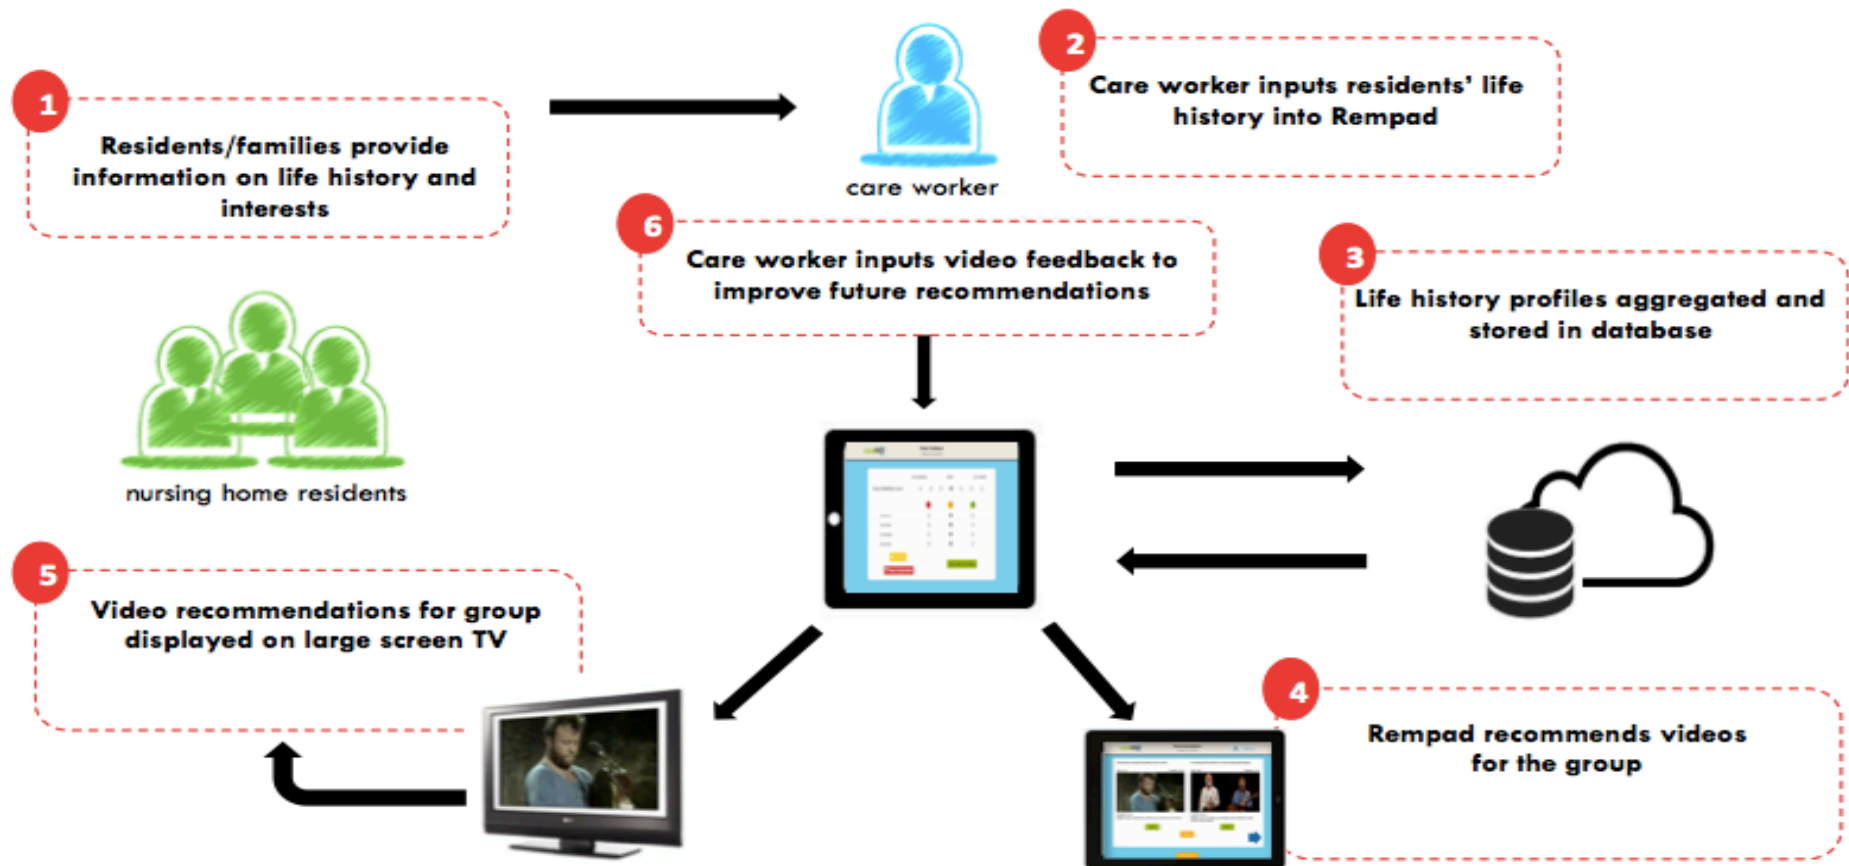 1
Residents/families provide
information on life history and
interests
care worker
2
Care worker inputs residents' life
history into Rempad
6
Care worker inputs video feedback to
improve future recommendations
3
Life history profiles aggregated and
stored in database
nursing home residents
5
Video recommendations for group
displayed on large screen TV
4
Rempad recommends videos
for the group